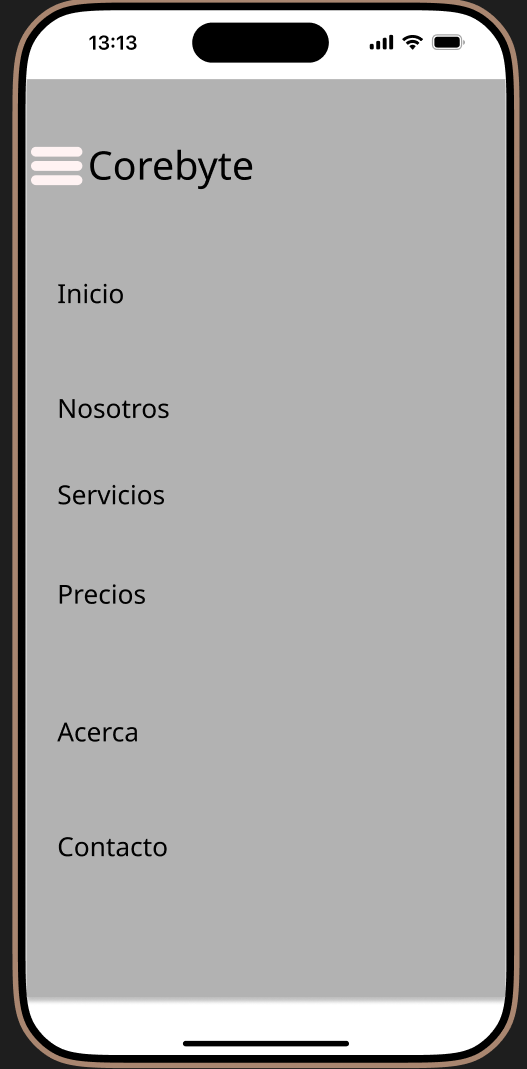 13:13
Corebyte
Inicio
Nosotros
Servicios
Precios
Acerca
Contacto